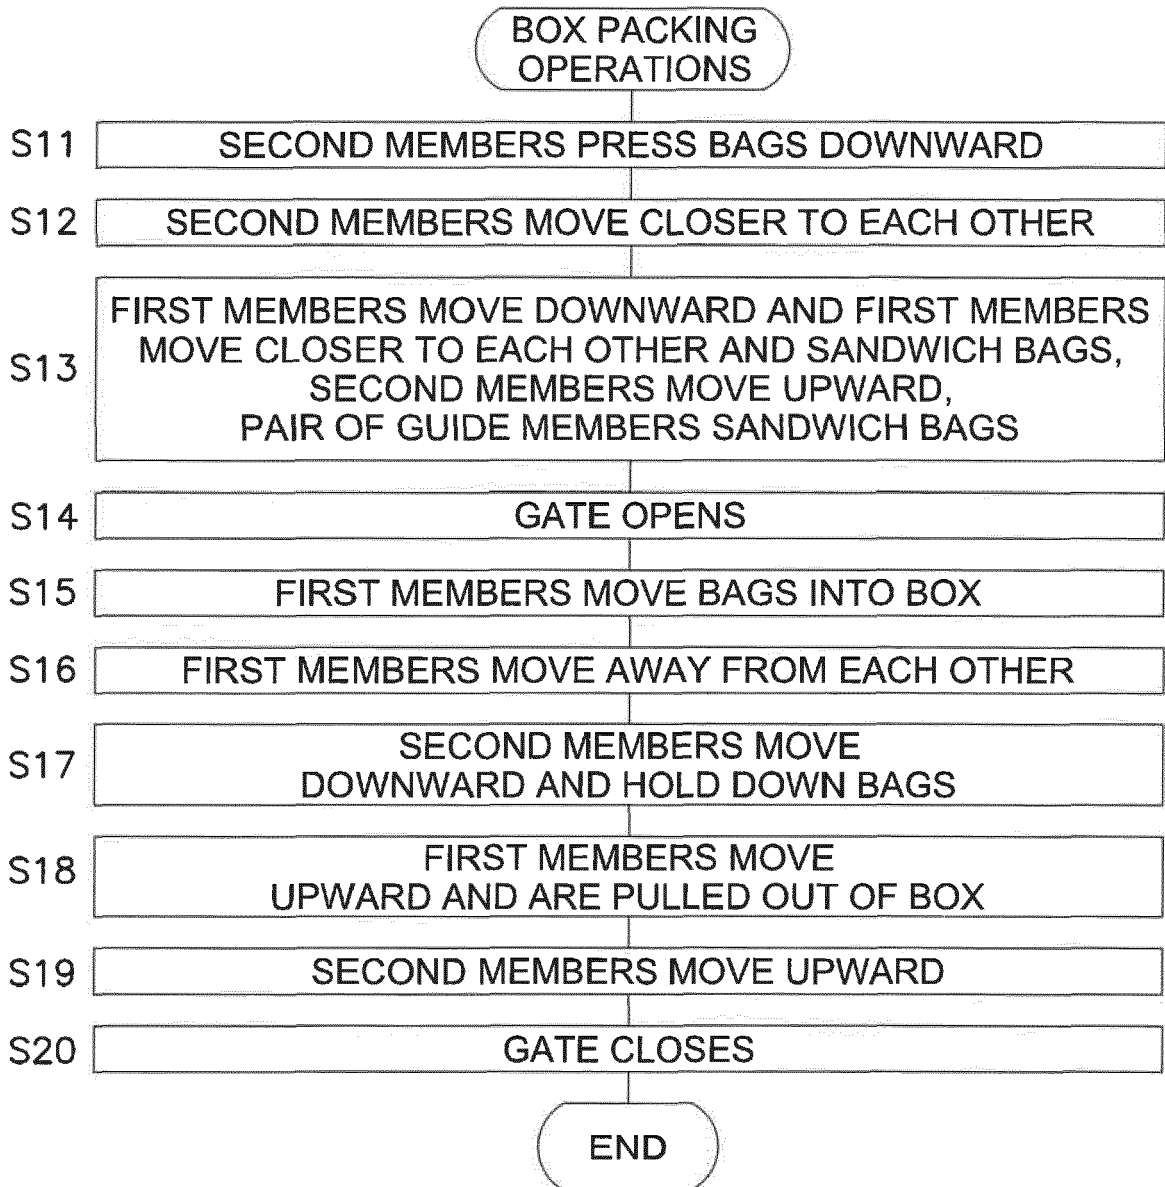 BOX PACKING
OPERATIONS
S11 SECOND MEMBERS PRESS BAGS DOWNWARD
S12 SECOND MEMBERS MOVE CLOSER TO EACH OTHER
S13 FIRST MEMBERS MOVE DOWNWARD AND FIRST MEMBERS
MOVE CLOSER TO EACH OTHER AND SANDWICH BAGS,
SECOND MEMBERS MOVE UPWARD,
PAIR OF GUIDE MEMBERS SANDWICH BAGS
S14 GATE OPENS
S15 FIRST MEMBERS MOVE BAGS INTO BOX
S16 FIRST MEMBERS MOVE AWAY FROM EACH OTHER
S17 SECOND MEMBERS MOVE
DOWNWARD AND HOLD DOWN BAGS
S18 FIRST MEMBERS MOVE
UPWARD AND ARE PULLED OUT OF BOX
S19 SECOND MEMBERS MOVE UPWARD
S20 GATE CLOSES
END